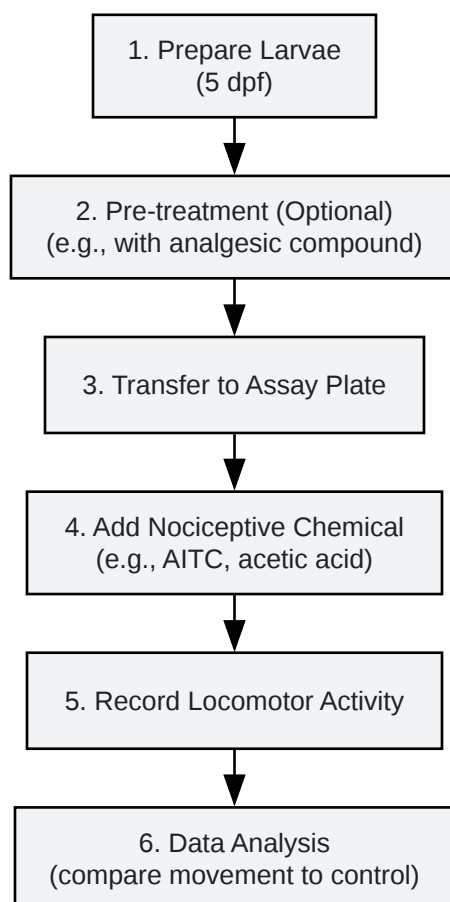 1. Prepare Larvae
(5 dpf)
2. Pre-treatment (Optional)
(e.g., with analgesic compound)
3. Transfer to Assay Plate
4. Add Nociceptive Chemical
(e.g., AITC, acetic acid)
5. Record Locomotor Activity
6. Data Analysis
(compare movement to control)